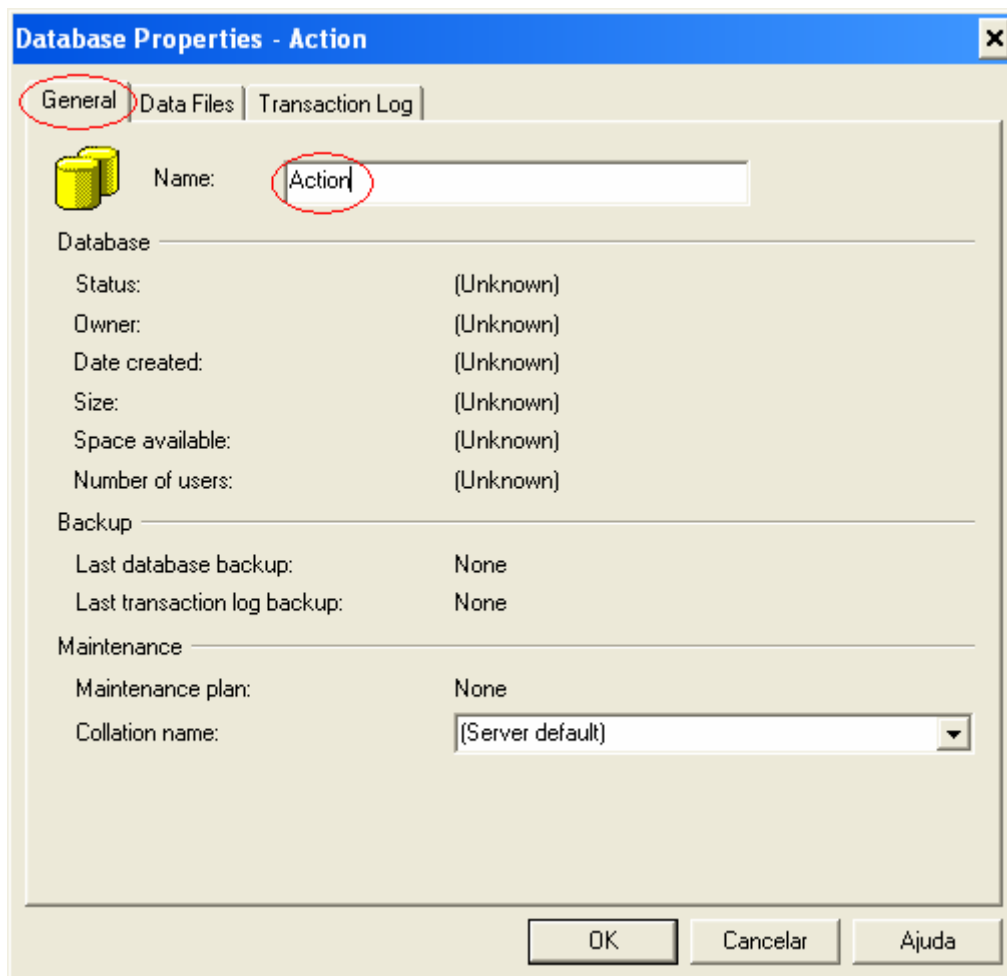 Database Properties - Action
General Data Files Transaction Log
Name: Action
Database
Status: (Unknown)
Owner: (Unknown)
Date created: (Unknown)
Size: (Unknown)
Space available: (Unknown)
Number of users: (Unknown)
Backup
Last database backup: None
Last transaction log backup: None
Maintenance
Maintenance plan: None
Collation name: (Server default)
OK Cancelar Ajuda